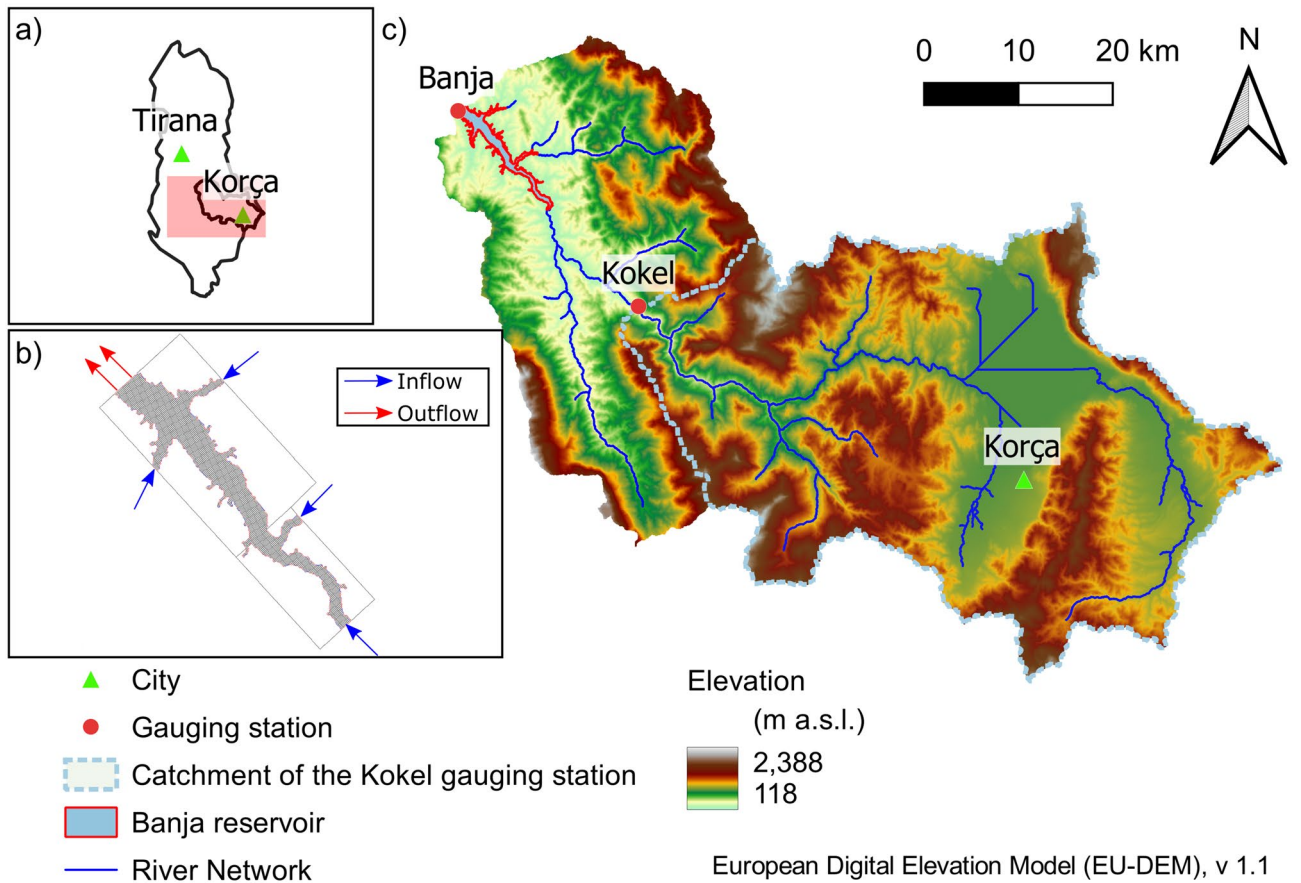 a)
Tirana
Korça
b)
Inflow
Outflow
c)
Banja
Kokel
Korça
0 10 20 km
N
City
Gauging station
Catchment of the Kokel gauging station
Banja reservoir
River Network
Elevation
(m a.s.l.)
2,388
118
European Digital Elevation Model (EU-DEM), v 1.1